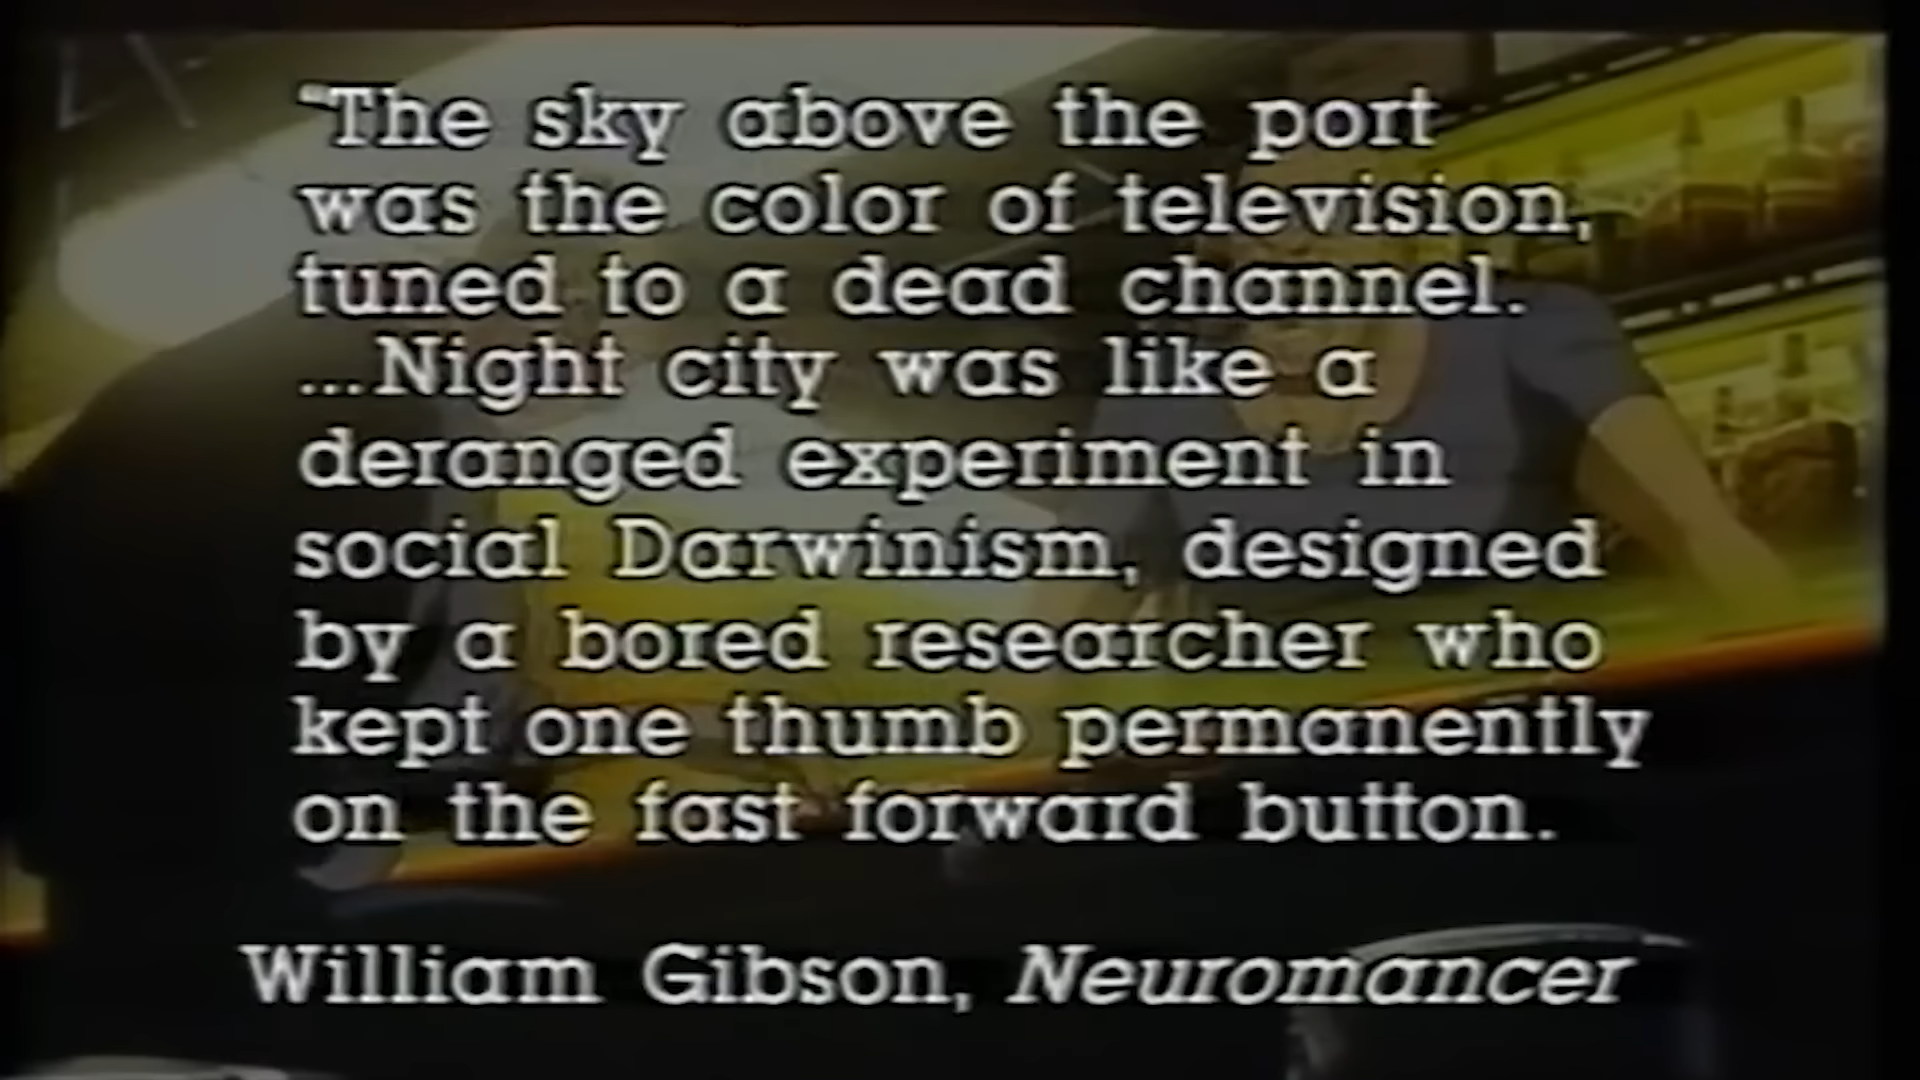 “The sky above the port
was the color of television,
tuned to a dead channel.
...Night city was like a
deranged experiment in
social Darwinism, designed
by a bored researcher who
kept one thumb permanently
on the fast forward button.
William Gibson, Neuromancer